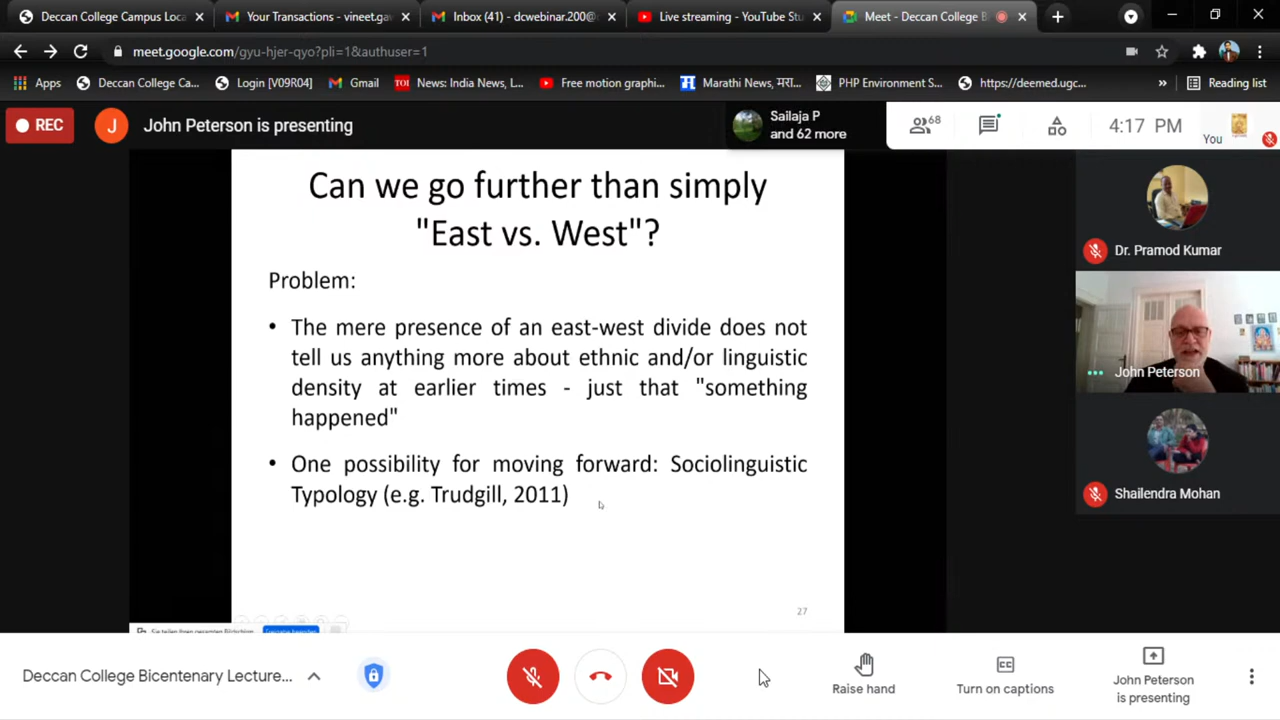 Deccan College Campus Loca
Your Transactions - vineet.ga
Inbox (41) - dcwebinar.200@
Live streaming - YouTube Stu
Meet - Deccan College B
meet.google.com/gyu-hjer-qyo?pli=1&authuser=1
Apps
Deccan College Ca...
Login [V09R04]
Gmail
TOI
News: India News, L...
Free motion graphi...
Marathi News, मरा...
PHP Environment S...
https://deemed.ugc...
»
Reading list
REC
J
John Peterson is presenting
Sailaja P
and 62 more
68
4:17 PM
You
Can we go further than simply
"East vs. West"?
Problem:
• The mere presence of an east-west divide does not
tell us anything more about ethnic and/or linguistic
density at earlier times - just that "something
happened"
• One possibility for moving forward: Sociolinguistic
Typology (e.g. Trudgill, 2011)
27
Dr. Pramod Kumar
John Peterson
Shailendra Mohan
Deccan College Bicentenary Lecture...
Raise hand
Turn on captions
John Peterson
is presenting